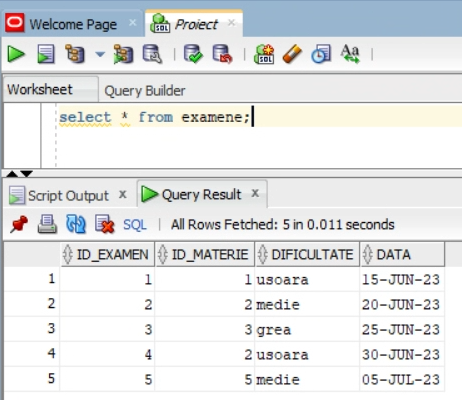 Welcome Page × Proiect ×
SQL
Aa
Worksheet Query Builder
select * from examene;
Script Output × Query Result ×
SQL | All Rows Fetched: 5 in 0.011 seconds
ID_EXAMEN ID_MATERIE DIFICULTATE DATA
1 1 1 usoara 15-JUN-23
2 2 2 medie 20-JUN-23
3 3 3 grea 25-JUN-23
4 4 2 usoara 30-JUN-23
5 5 5 medie 05-JUL-23